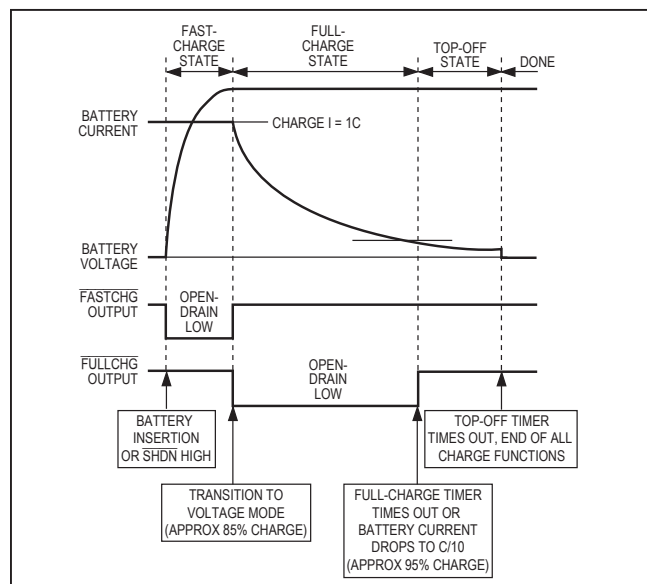 FAST-
CHARGE
STATE
FULL-
CHARGE
STATE
TOP-OFF
STATE
DONE
BATTERY
CURRENT
CHARGE I = 1C
BATTERY
VOLTAGE
FASTCHG
OUTPUT
OPEN-
DRAIN
LOW
FULLCHG
OUTPUT
OPEN-
DRAIN
LOW
BATTERY
INSERTION
OR SHDN HIGH
TOP-OFF TIMER
TIMES OUT, END OF ALL
CHARGE FUNCTIONS
TRANSITION TO
VOLTAGE MODE
(APPROX 85% CHARGE)
FULL-CHARGE TIMER
TIMES OUT OR
BATTERY CURRENT
DROPS TO C/10
(APPROX 95% CHARGE)